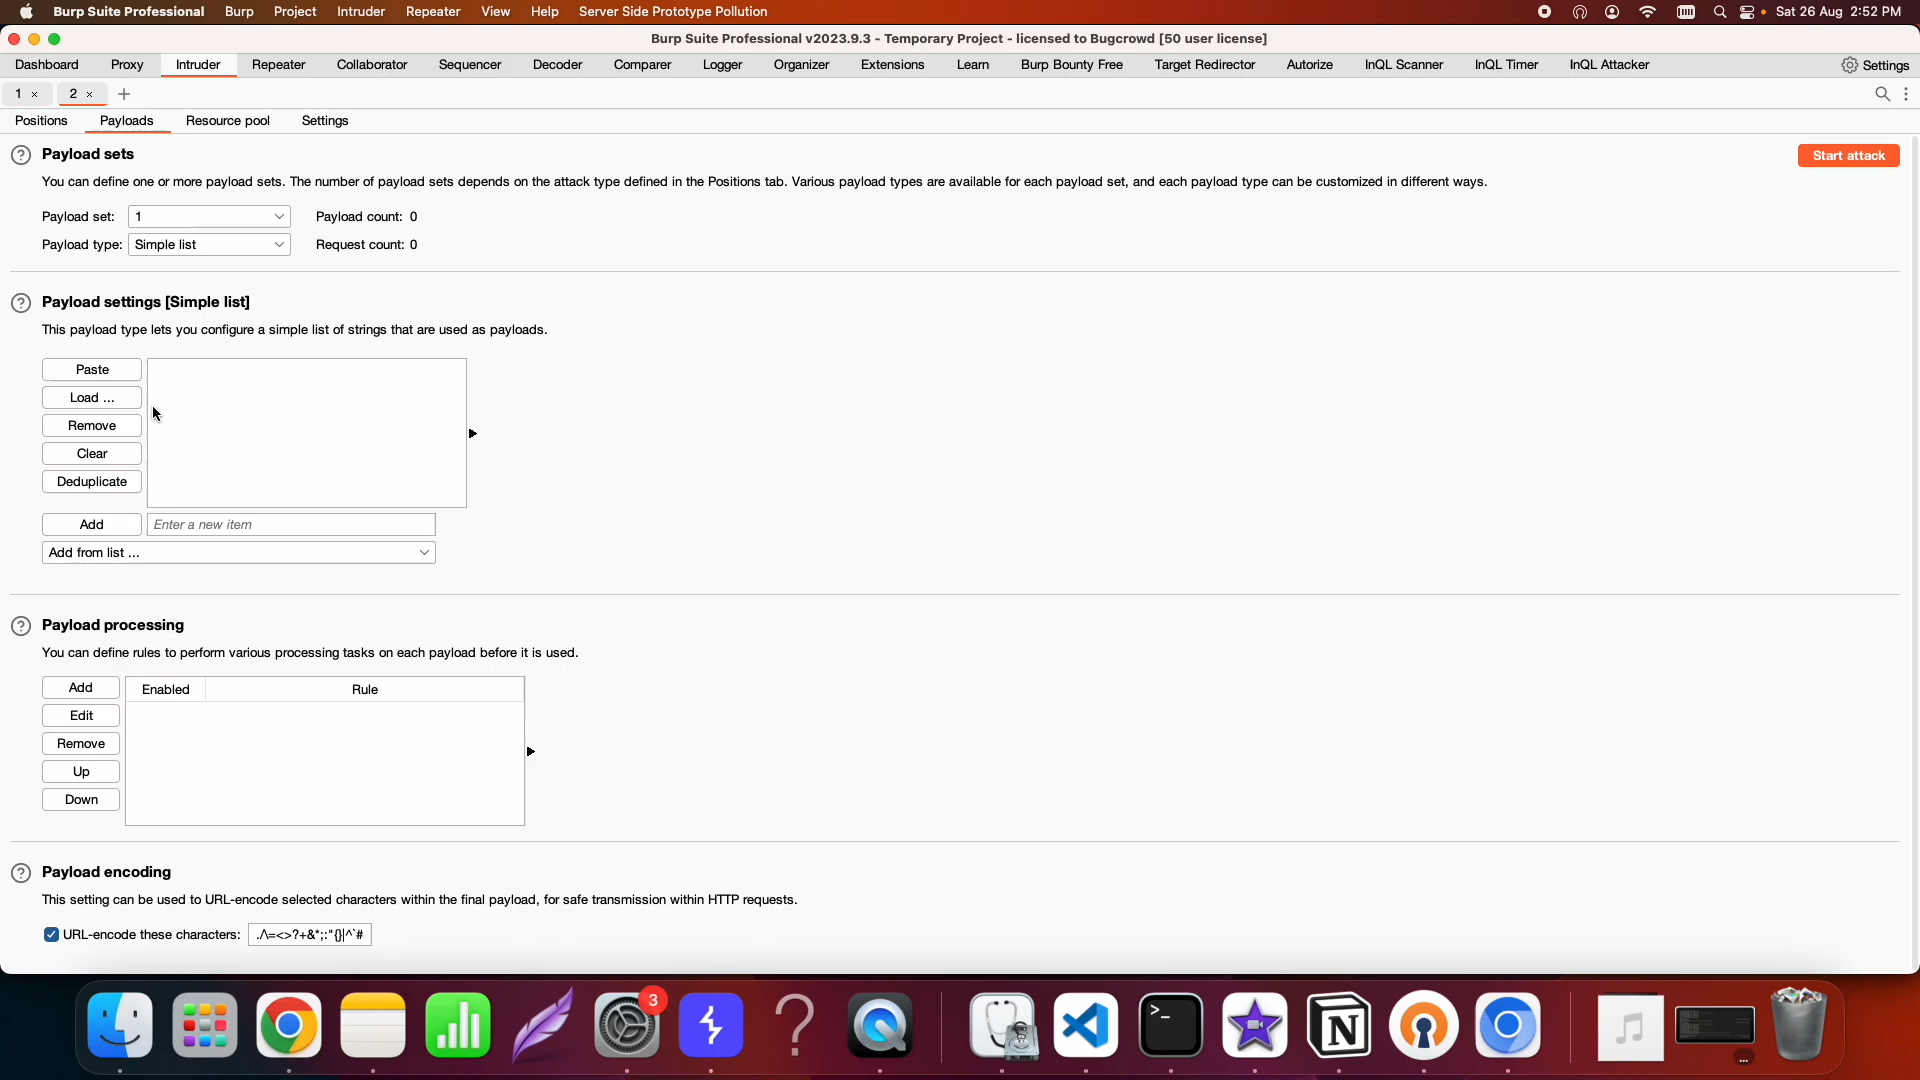 Burp Suite Professional Burp Project Intruder Repeater View Help Server Side Prototype Pollution Sat 26 Aug 2:52 PM
Burp Suite Professional v2023.9.3 - Temporary Project - licensed to Bugcrowd [50 user license]
Dashboard Proxy Intruder Repeater Collaborator Sequencer Decoder Comparer Logger Organizer Extensions Learn Burp Bounty Free Target Redirector Autorize InQL Scanner InQL Timer InQL Attacker Settings
1 × 2 × +
Positions Payloads Resource pool Settings
? Payload sets
Start attack
You can define one or more payload sets. The number of payload sets depends on the attack type defined in the Positions tab. Various payload types are available for each payload set, and each payload type can be customized in different ways.
Payload set: 1 Payload count: 0
Payload type: Simple list Request count: 0
? Payload settings [Simple list]
This payload type lets you configure a simple list of strings that are used as payloads.
Paste
Load ...
Remove
Clear
Deduplicate
Add Enter a new item
Add from list ...
? Payload processing
You can define rules to perform various processing tasks on each payload before it is used.
Add Enabled Rule
Edit
Remove
Up
Down
? Payload encoding
This setting can be used to URL-encode selected characters within the final payload, for safe transmission within HTTP requests.
URL-encode these characters: ./\=<>?+&*;:"{}|^`#
3